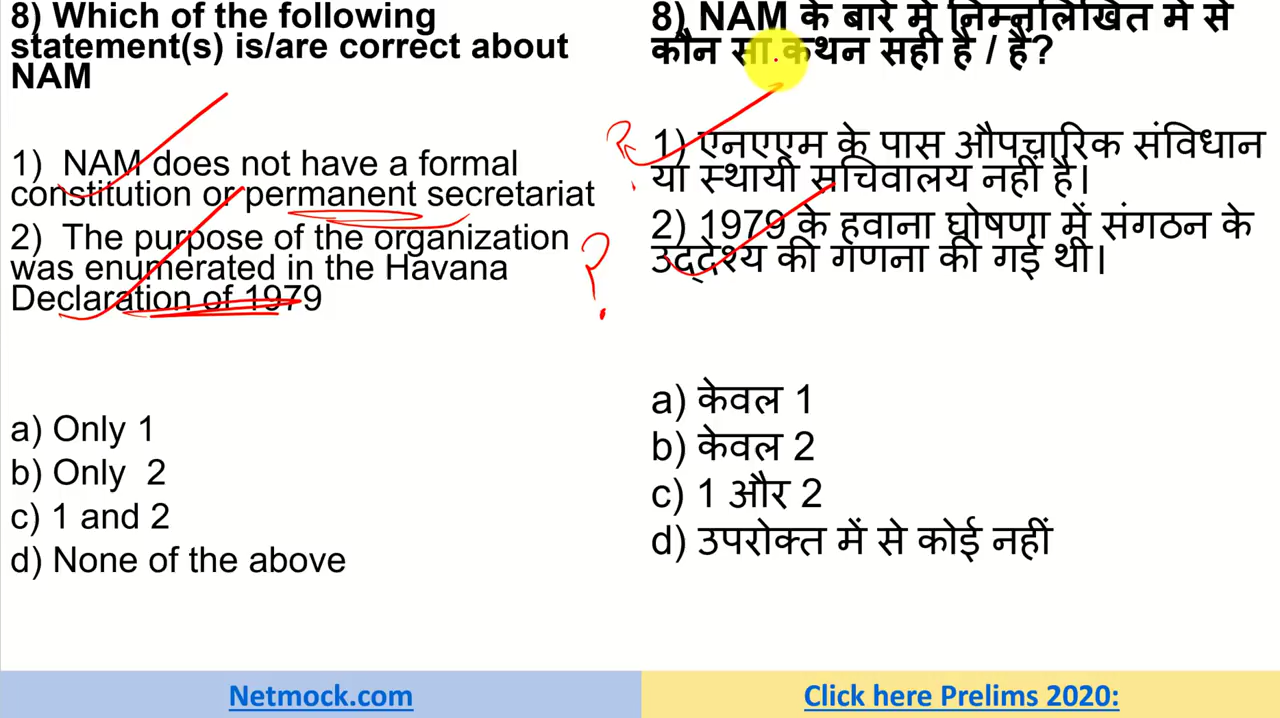 8) Which of the following
statement(s) is/are correct about
NAM
1) NAM does not have a formal
constitution or permanent secretariat
2) The purpose of the organization
was enumerated in the Havana
Declaration of 1979
a) Only 1
b) Only 2
c) 1 and 2
d) None of the above
8) NAM के बारे में निम्नलिखित में से
कौन सा कथन सही है / हैं?
1) एनएएम के पास औपचारिक संविधान
या स्थायी सचिवालय नहीं है।
2) 1979 के हवाना घोषणा में संगठन के
उद्देश्य की गणना की गई थी।
a) केवल 1
b) केवल 2
c) 1 और 2
d) उपरोक्त में से कोई नहीं
Netmock.com
Click here Prelims 2020: